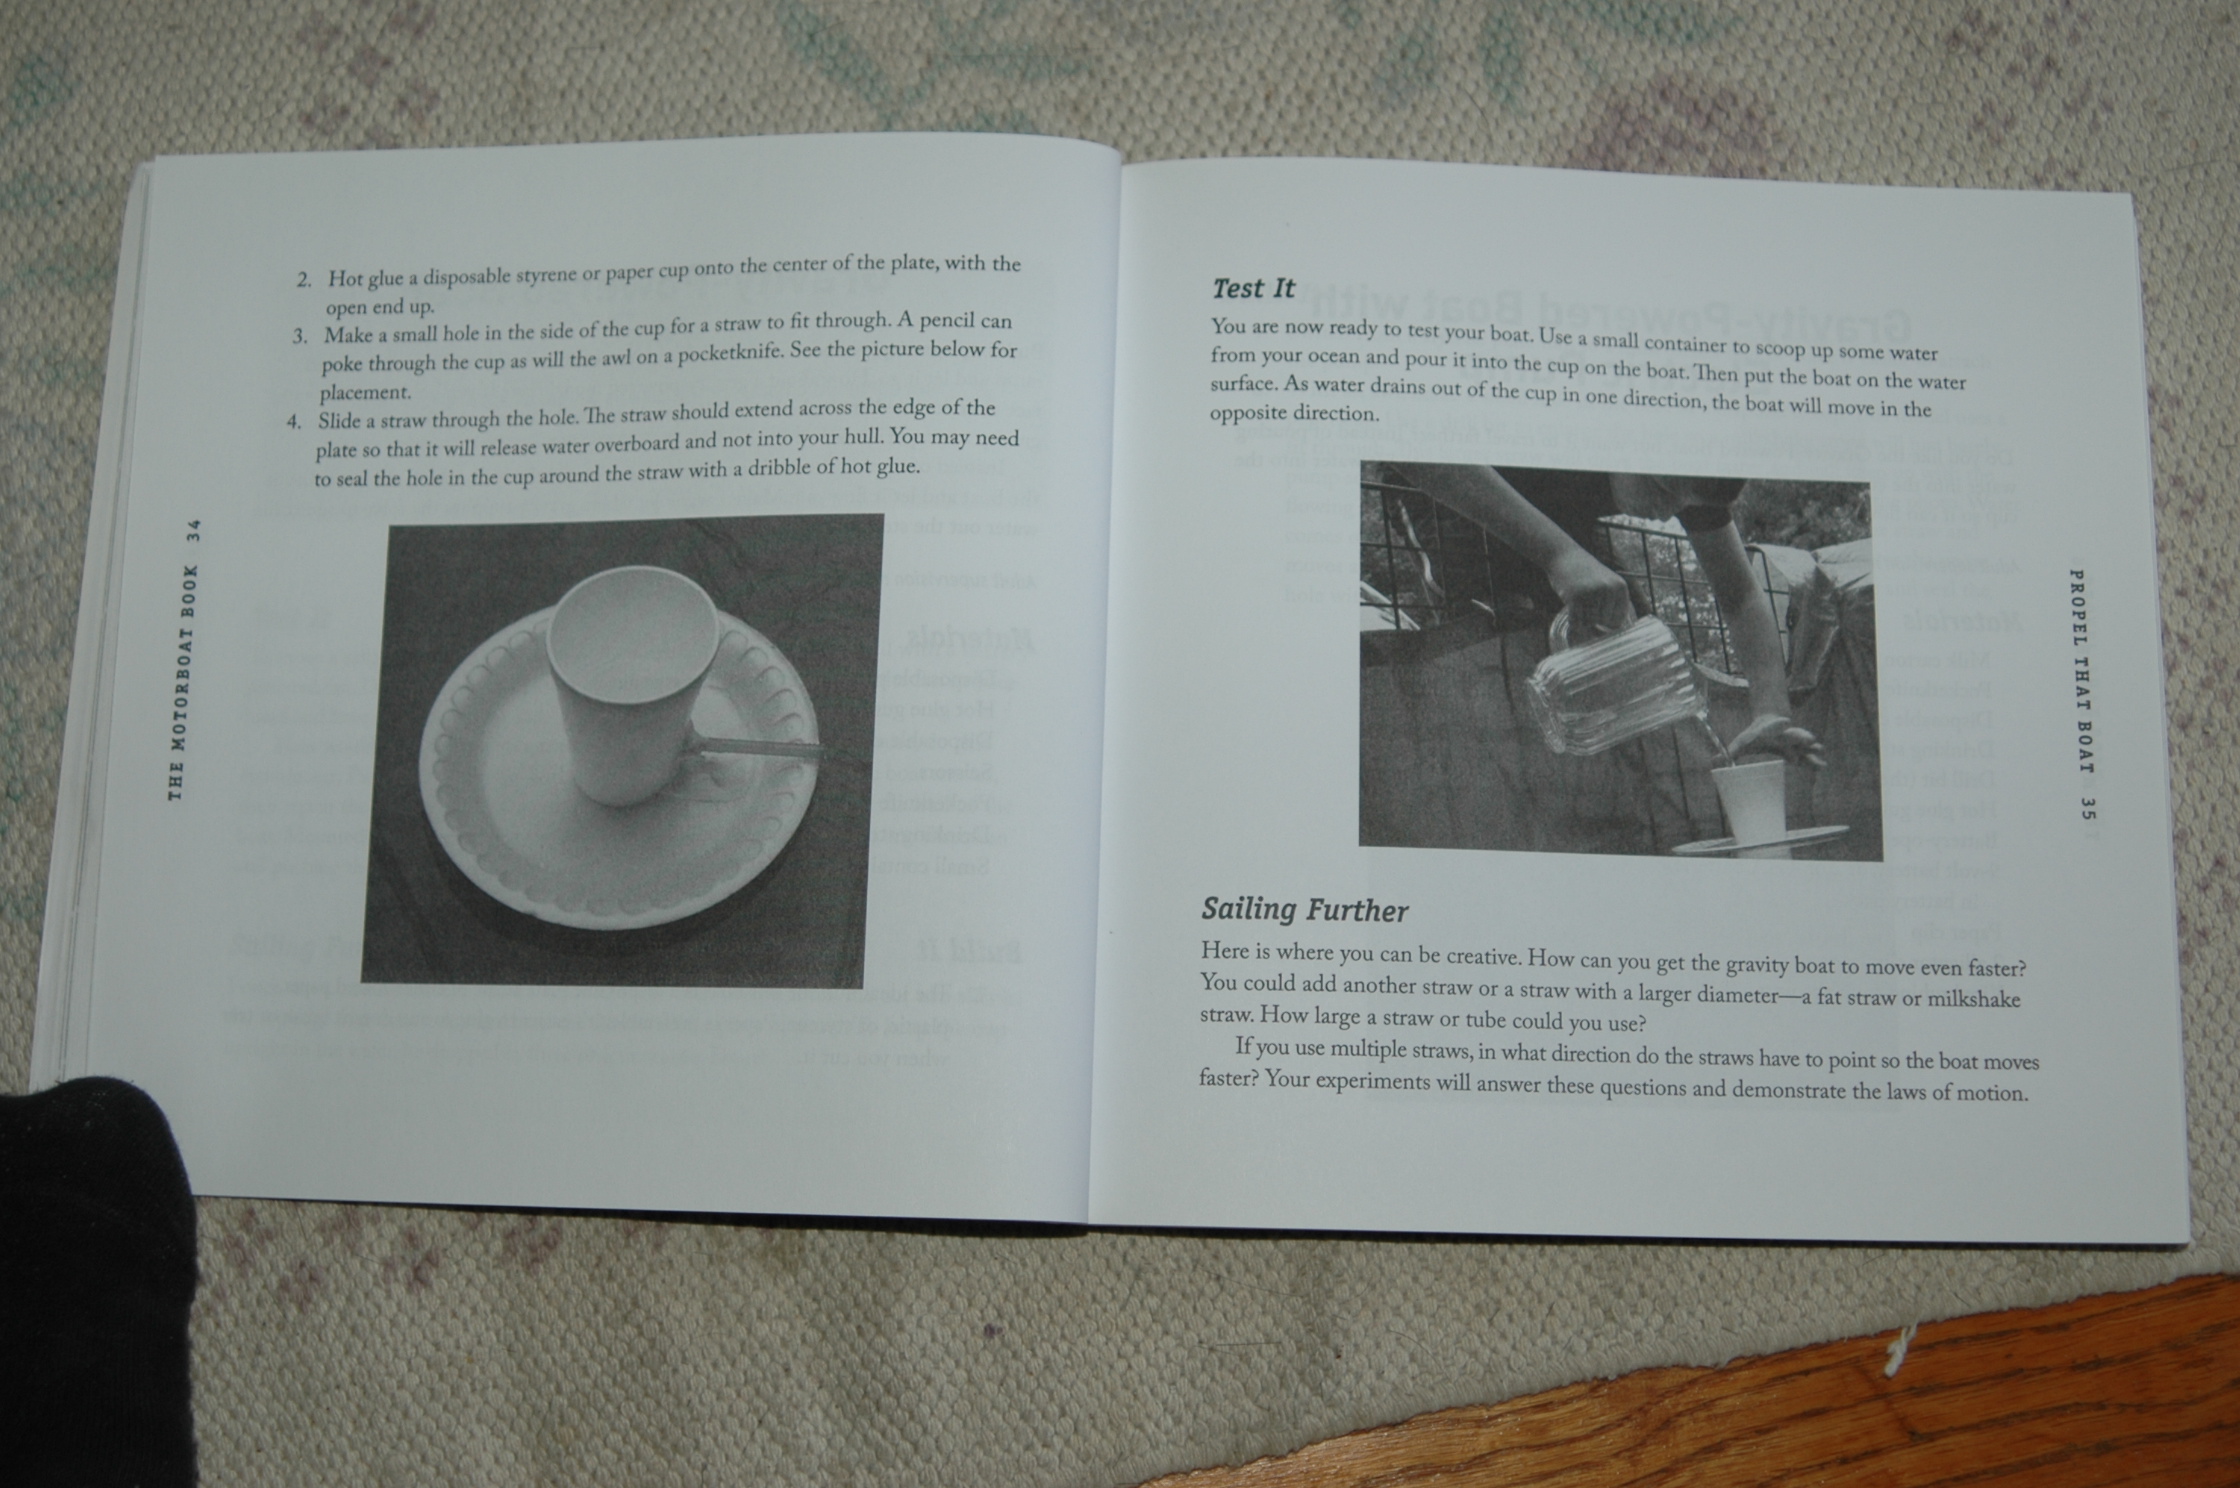 2. Hot glue a disposable styrene or paper cup onto the center of the plate, with the
open end up.
3. Make a small hole in the side of the cup for a straw to fit through. A pencil can
poke through the cup as will the awl on a pocketknife. See the picture below for
placement.
4. Slide a straw through the hole. The straw should extend across the edge of the
plate so that it will release water overboard and not into your hull. You may need
to seal the hole in the cup around the straw with a dribble of hot glue.
THE MOTORBOAT BOOK 34
Test It
You are now ready to test your boat. Use a small container to scoop up some water
from your ocean and pour it into the cup on the boat. Then put the boat on the water
surface. As water drains out of the cup in one direction, the boat will move in the
opposite direction.
Sailing Further
Here is where you can be creative. How can you get the gravity boat to move even faster?
You could add another straw or a straw with a larger diameter—a fat straw or milkshake
straw. How large a straw or tube could you use?
If you use multiple straws, in what direction do the straws have to point so the boat moves
faster? Your experiments will answer these questions and demonstrate the laws of motion.
PROPEL THAT BOAT 35